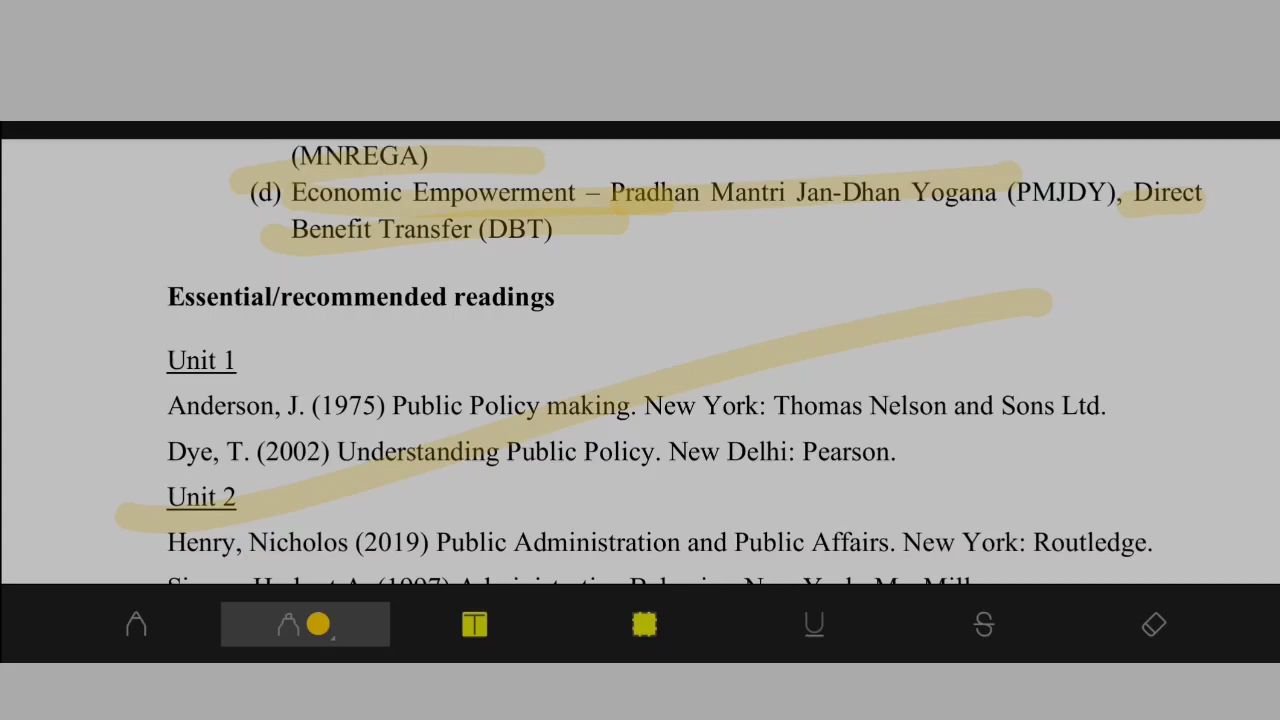 (MNREGA)
(d) Economic Empowerment – Pradhan Mantri Jan-Dhan Yogana (PMJDY), Direct
Benefit Transfer (DBT)
Essential/recommended readings
Unit 1
Anderson, J. (1975) Public Policy making. New York: Thomas Nelson and Sons Ltd.
Dye, T. (2002) Understanding Public Policy. New Delhi: Pearson.
Unit 2
Henry, Nicholos (2019) Public Administration and Public Affairs. New York: Routledge.